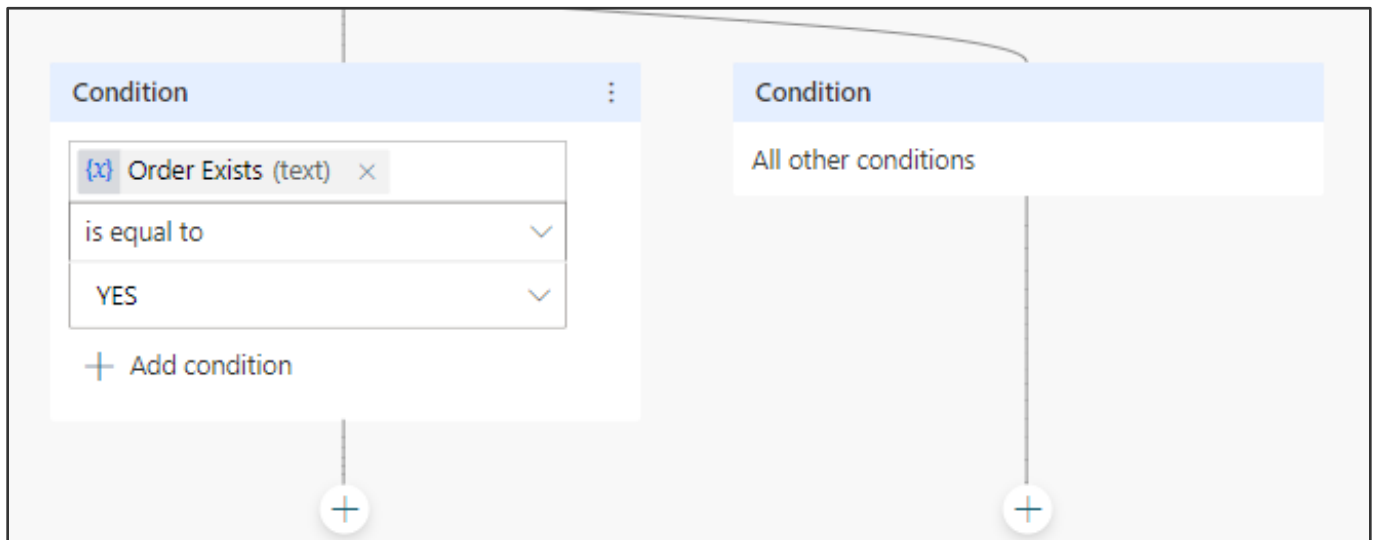 Condition
{x} Order Exists (text) ×
is equal to
YES
+ Add condition
Condition
All other conditions